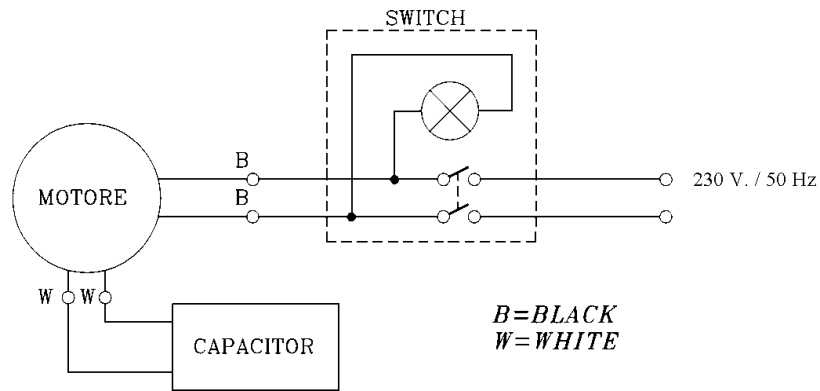 SWITCH
B
MOTORE
B
230 V. / 50 Hz
W W
CAPACITOR
B=BLACK
W=WHITE